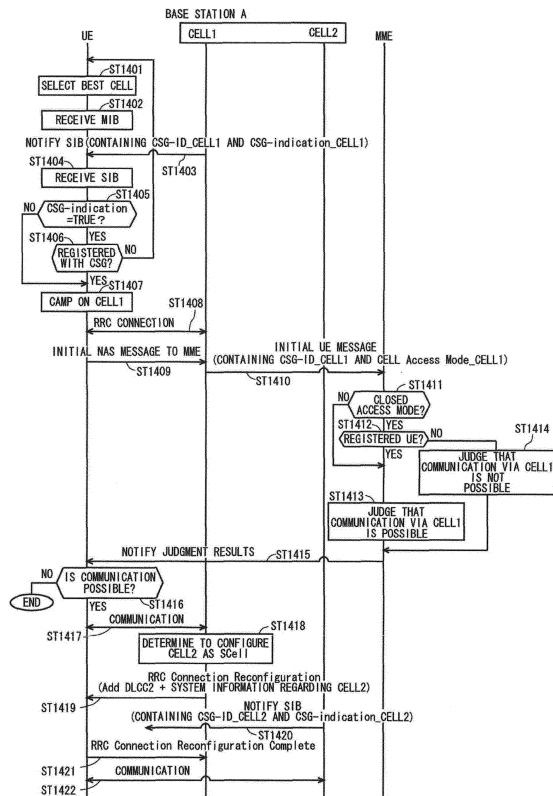 BASE STATION A
UE
CELL1
CELL2
MME
ST1401
SELECT BEST CELL
ST1402
RECEIVE MIB
NOTIFY SIB(CONTAINING CSG-ID_CELL1 AND CSG-indication_CELL1)
ST1403
ST1404
RECEIVE SIB
ST1405
NO
CSG-indication
=TRUE?
YES
ST1406
REGISTERED
WITH CSG?
NO
YES
ST1407
CAMP ON CELL1
ST1408
RRC CONNECTION
INITIAL NAS MESSAGE TO MME
ST1409
INITIAL UE MESSAGE
(CONTAINING CSG-ID_CELL1 AND CELL Access Mode_CELL1)
ST1410
ST1411
NO
CLOSED
ACCESS MODE?
YES
ST1412
REGISTERED UE?
NO
ST1414
YES
JUDGE THAT
COMMUNICATION VIA CELL1
IS NOT
POSSIBLE
ST1413
JUDGE THAT
COMMUNICATION VIA CELL1
IS POSSIBLE
NOTIFY JUDGMENT RESULTS
ST1415
NO
IS COMMUNICATION
POSSIBLE?
END
ST1416
YES
COMMUNICATION
ST1417
ST1418
DETERMINE TO CONFIGURE
CELL2 AS SCell
RRC Connection Reconfiguration
(Add DLCC2 + SYSTEM INFORMATION REGARDING CELL2)
ST1419
NOTIFY SIB
(CONTAINING CSG-ID_CELL2 AND CSG-indication_CELL2)
ST1420
RRC Connection Reconfiguration Complete
ST1421
COMMUNICATION
ST1422